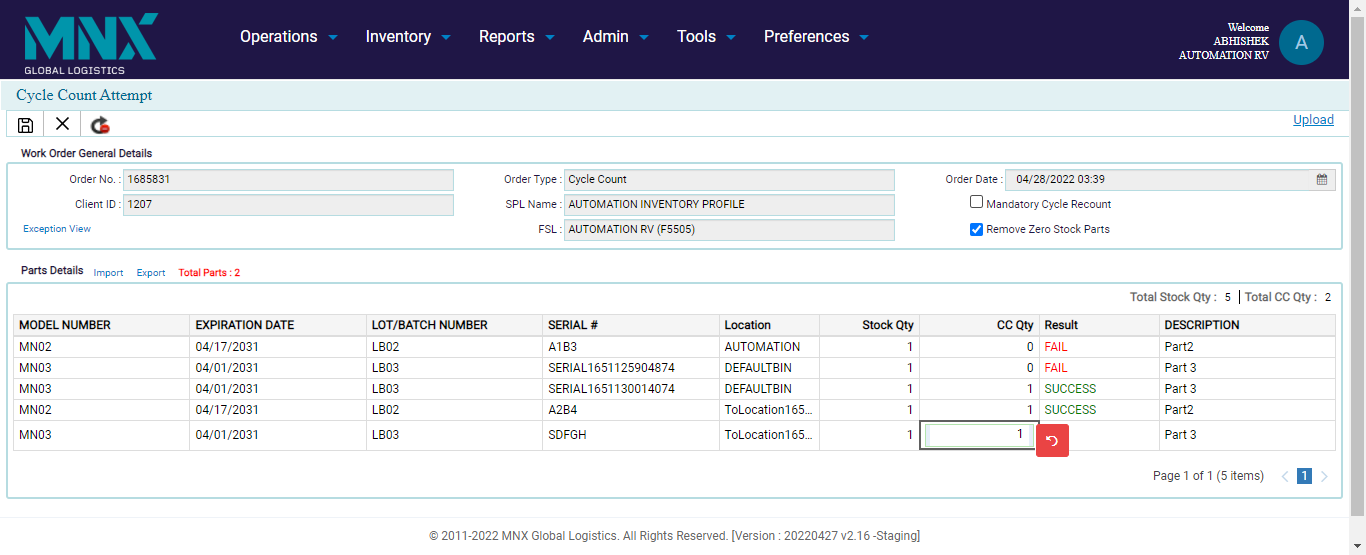 MNX
GLOBAL LOGISTICS
Operations Inventory Reports Admin Tools Preferences
Welcome
ABHISHEK
AUTOMATION RV
A
Cycle Count Attempt
Upload
Work Order General Details
Order No. : 1685831 Order Type : Cycle Count Order Date : 04/28/2022 03:39
Client ID : 1207 SPL Name : AUTOMATION INVENTORY PROFILE Mandatory Cycle Recount
Exception View FSL : AUTOMATION RV (F5505) Remove Zero Stock Parts
Parts Details Import Export Total Parts : 2
Total Stock Qty : 5 Total CC Qty : 2
MODEL NUMBER EXPIRATION DATE LOT/BATCH NUMBER SERIAL # Location Stock Qty CC Qty Result DESCRIPTION
MN02 04/17/2031 LB02 A1B3 AUTOMATION 1 0 FAIL Part2
MN03 04/01/2031 LB03 SERIAL1651125904874 DEFAULTBIN 1 0 FAIL Part 3
MN03 04/01/2031 LB03 SERIAL1651130014074 DEFAULTBIN 1 1 SUCCESS Part 3
MN02 04/17/2031 LB02 A2B4 ToLocation165... 1 1 SUCCESS Part2
MN03 04/01/2031 LB03 SDFGH ToLocation165... 1 1 Part 3
Page 1 of 1 (5 items) 1
© 2011-2022 MNX Global Logistics. All Rights Reserved. [Version : 20220427 v2.16 -Staging]